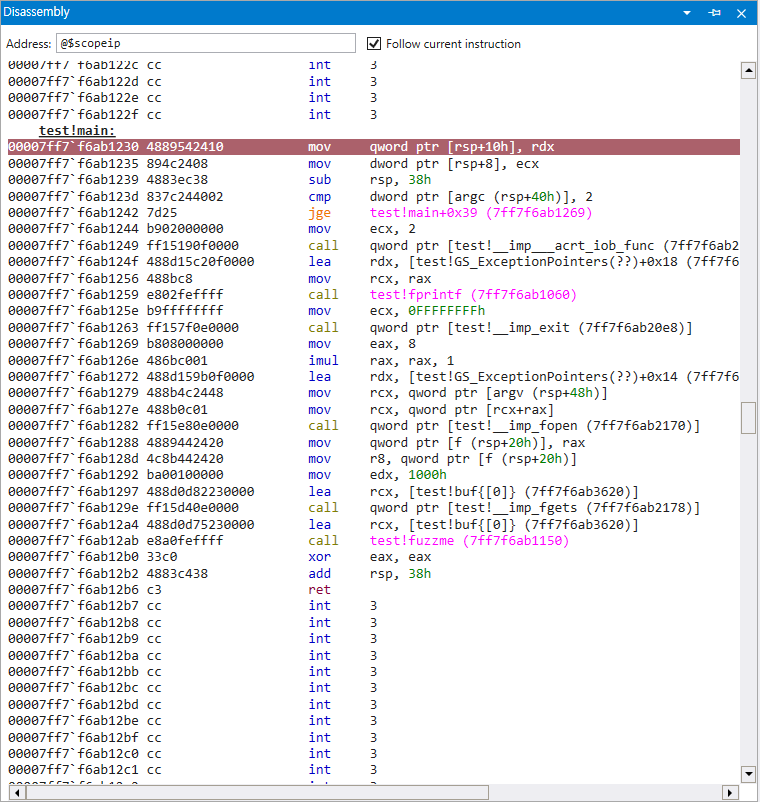 Disassembly
Address: @$scopeip Follow current instruction
00007ff7`f6ab122c cc int 3
00007ff7`f6ab122d cc int 3
00007ff7`f6ab122e cc int 3
00007ff7`f6ab122f cc int 3
test!main:
00007ff7`f6ab1230 4889542410 mov qword ptr [rsp+10h], rdx
00007ff7`f6ab1235 894c2408 mov dword ptr [rsp+8], ecx
00007ff7`f6ab1239 4883ec38 sub rsp, 38h
00007ff7`f6ab123d 837c244002 cmp dword ptr [argc (rsp+40h)], 2
00007ff7`f6ab1242 7d25 jge test!main+0x39 (7ff7f6ab1269)
00007ff7`f6ab1244 b902000000 mov ecx, 2
00007ff7`f6ab1249 ff15190f0000 call qword ptr [test!__imp___acrt_iob_func (7ff7f6ab2
00007ff7`f6ab124f 488d15c20f0000 lea rdx, [test!GS_ExceptionPointers(??)+0x18 (7ff7f6
00007ff7`f6ab1256 488bc8 mov rcx, rax
00007ff7`f6ab1259 e802feffff call test!fprintf (7ff7f6ab1060)
00007ff7`f6ab125e b9ffffffff mov ecx, 0FFFFFFFFh
00007ff7`f6ab1263 ff157f0e0000 call qword ptr [test!__imp_exit (7ff7f6ab20e8)]
00007ff7`f6ab1269 b808000000 mov eax, 8
00007ff7`f6ab126e 486bc001 imul rax, rax, 1
00007ff7`f6ab1272 488d159b0f0000 lea rdx, [test!GS_ExceptionPointers(??)+0x14 (7ff7f6
00007ff7`f6ab1279 488b4c2448 mov rcx, qword ptr [argv (rsp+48h)]
00007ff7`f6ab127e 488b0c01 mov rcx, qword ptr [rcx+rax]
00007ff7`f6ab1282 ff15e80e0000 call qword ptr [test!__imp_fopen (7ff7f6ab2170)]
00007ff7`f6ab1288 4889442420 mov qword ptr [f (rsp+20h)], rax
00007ff7`f6ab128d 4c8b442420 mov r8, qword ptr [f (rsp+20h)]
00007ff7`f6ab1292 ba00100000 mov edx, 1000h
00007ff7`f6ab1297 488d0d82230000 lea rcx, [test!buf{[0]} (7ff7f6ab3620)]
00007ff7`f6ab129e ff15d40e0000 call qword ptr [test!__imp_fgets (7ff7f6ab2178)]
00007ff7`f6ab12a4 488d0d75230000 lea rcx, [test!buf{[0]} (7ff7f6ab3620)]
00007ff7`f6ab12ab e8a0feffff call test!fuzzme (7ff7f6ab1150)
00007ff7`f6ab12b0 33c0 xor eax, eax
00007ff7`f6ab12b2 4883c438 add rsp, 38h
00007ff7`f6ab12b6 c3 ret
00007ff7`f6ab12b7 cc int 3
00007ff7`f6ab12b8 cc int 3
00007ff7`f6ab12b9 cc int 3
00007ff7`f6ab12ba cc int 3
00007ff7`f6ab12bb cc int 3
00007ff7`f6ab12bc cc int 3
00007ff7`f6ab12bd cc int 3
00007ff7`f6ab12be cc int 3
00007ff7`f6ab12bf cc int 3
00007ff7`f6ab12c0 cc int 3
00007ff7`f6ab12c1 cc int 3